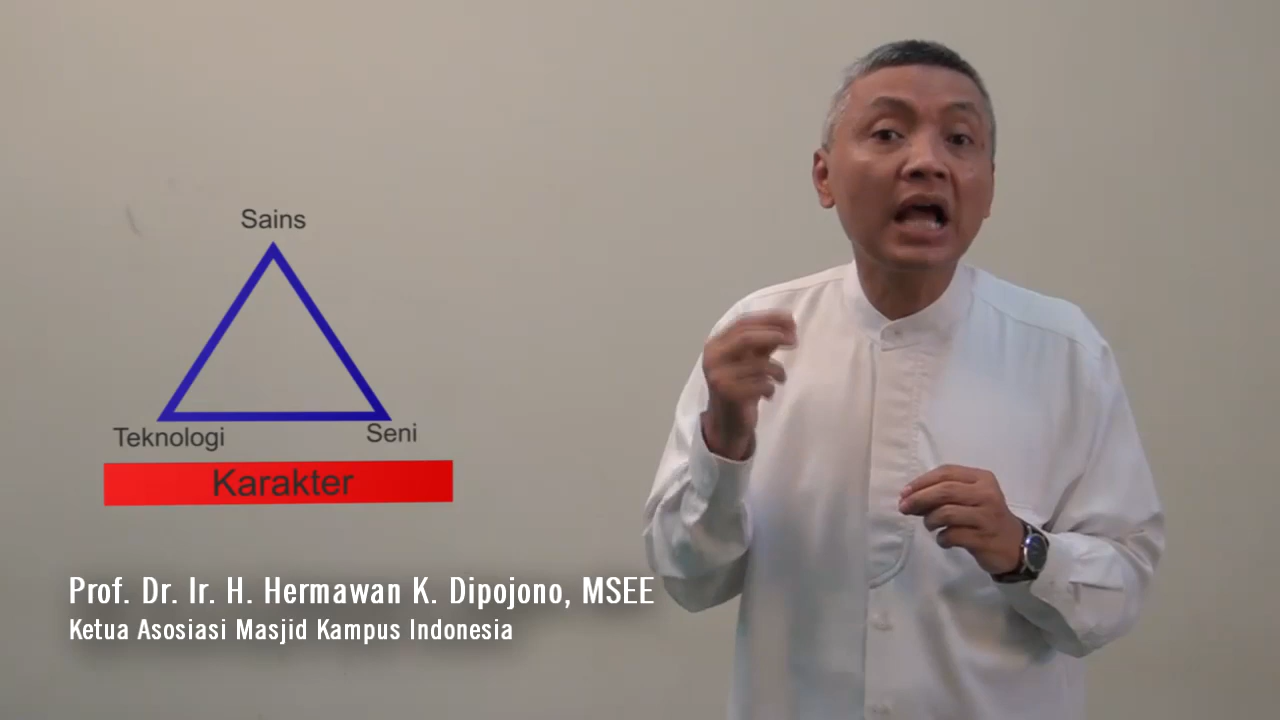 Sains
Teknologi
Seni
Karakter
Prof. Dr. Ir. H. Hermawan K. Dipojono, MSEE
Ketua Asosiasi Masjid Kampus Indonesia